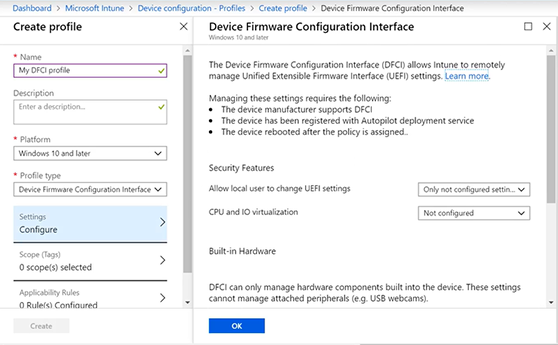 Dashboard > Microsoft Intune > Device configuration - Profiles > Create profile > Device Firmware Configuration Interface
Create profile
* Name
My DFCI profile
Description
Enter a description...
* Platform
Windows 10 and later
* Profile type
Device Firmware Configuration Interface
Settings
Configure
Scope (Tags)
0 scope(s) selected
Applicability Rules
0 Rule(s) Configured
Create
Device Firmware Configuration Interface
Windows 10 and later
The Device Firmware Configuration Interface (DFCI) allows Intune to remotely
manage Unified Extensible Firmware Interface (UEFI) settings. Learn more.
Managing these settings requires the following:
• The device manufacturer supports DFCI
• The device has been registered with Autopilot deployment service
• The device rebooted after the policy is assigned..
Security Features
Allow local user to change UEFI settings
Only not configured settin...
CPU and IO virtualization
Not configured
Built-in Hardware
DFCI can only manage hardware components built into the device. These settings
cannot manage attached peripherals (e.g. USB webcams).
OK